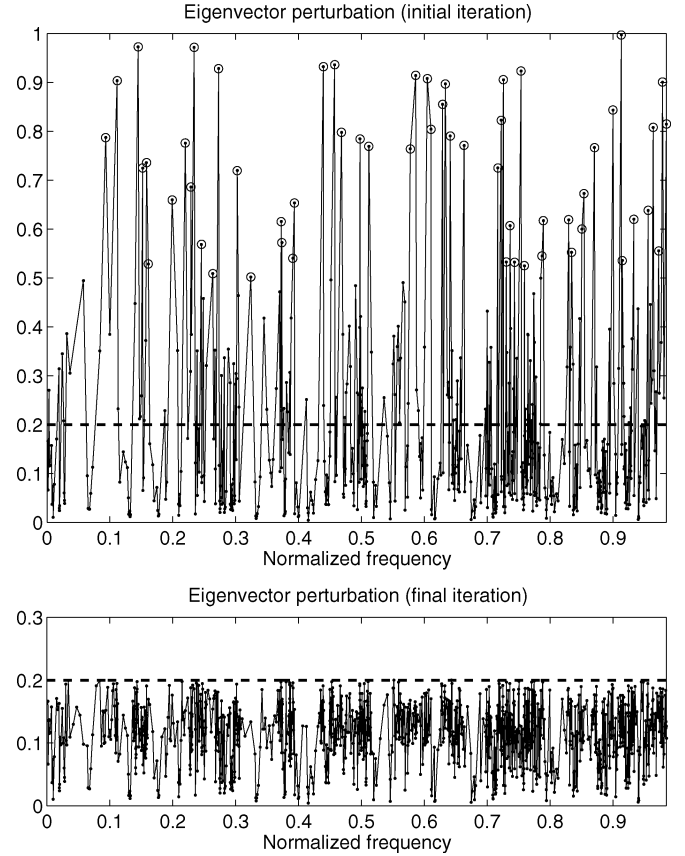 Eigenvector perturbation (initial iteration)
1
0.9
0.8
0.7
0.6
0.5
0.4
0.3
0.2
0.1
0
0 0.1 0.2 0.3 0.4 0.5 0.6 0.7 0.8 0.9
Normalized frequency
Eigenvector perturbation (final iteration)
0.3
0.2
0.1
0
0 0.1 0.2 0.3 0.4 0.5 0.6 0.7 0.8 0.9
Normalized frequency